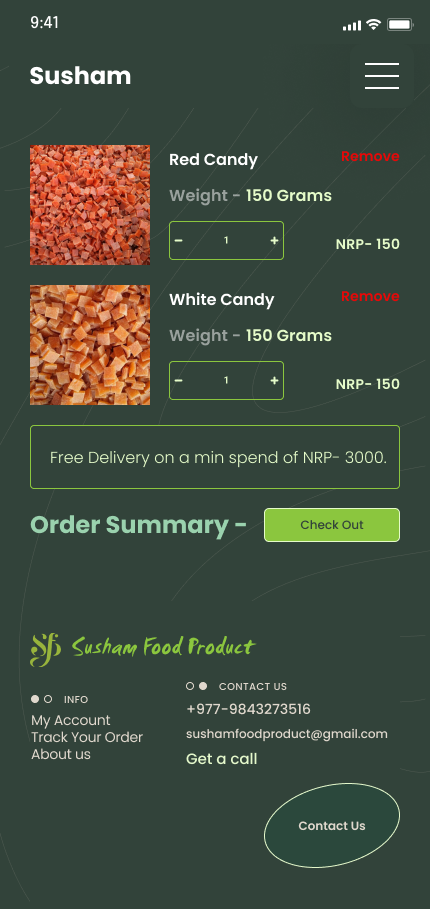 9:41
Susham
Red Candy
Remove
Weight - 150 Grams
- 1 +
NRP- 150
White Candy
Remove
Weight - 150 Grams
- 1 +
NRP- 150
Free Delivery on a min spend of NRP- 3000.
Order Summary -
Check Out
Sfp Susham Food Product
INFO
My Account
Track Your Order
About us
CONTACT US
+977-9843273516
sushamfoodproduct@gmail.com
Get a call
Contact Us